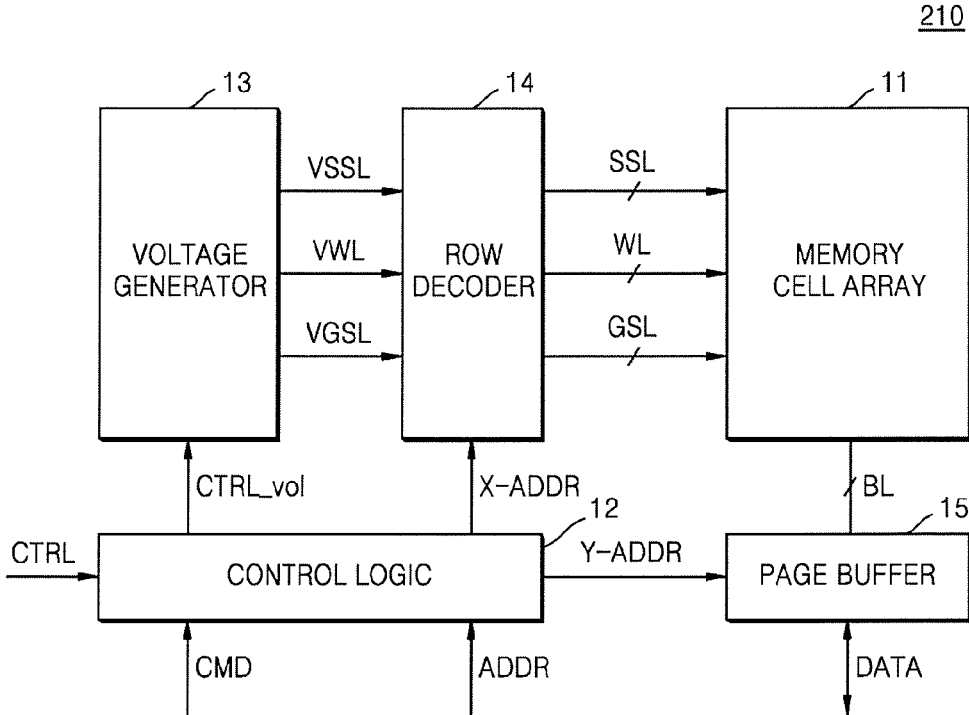 210
13
14
11
VSSL
SSL
VOLTAGE
GENERATOR
VWL
ROW
DECODER
WL
MEMORY
CELL ARRAY
VGSL
GSL
CTRL_vol
X-ADDR
BL
12
15
CTRL
CONTROL LOGIC
Y-ADDR
PAGE BUFFER
CMD
ADDR
DATA